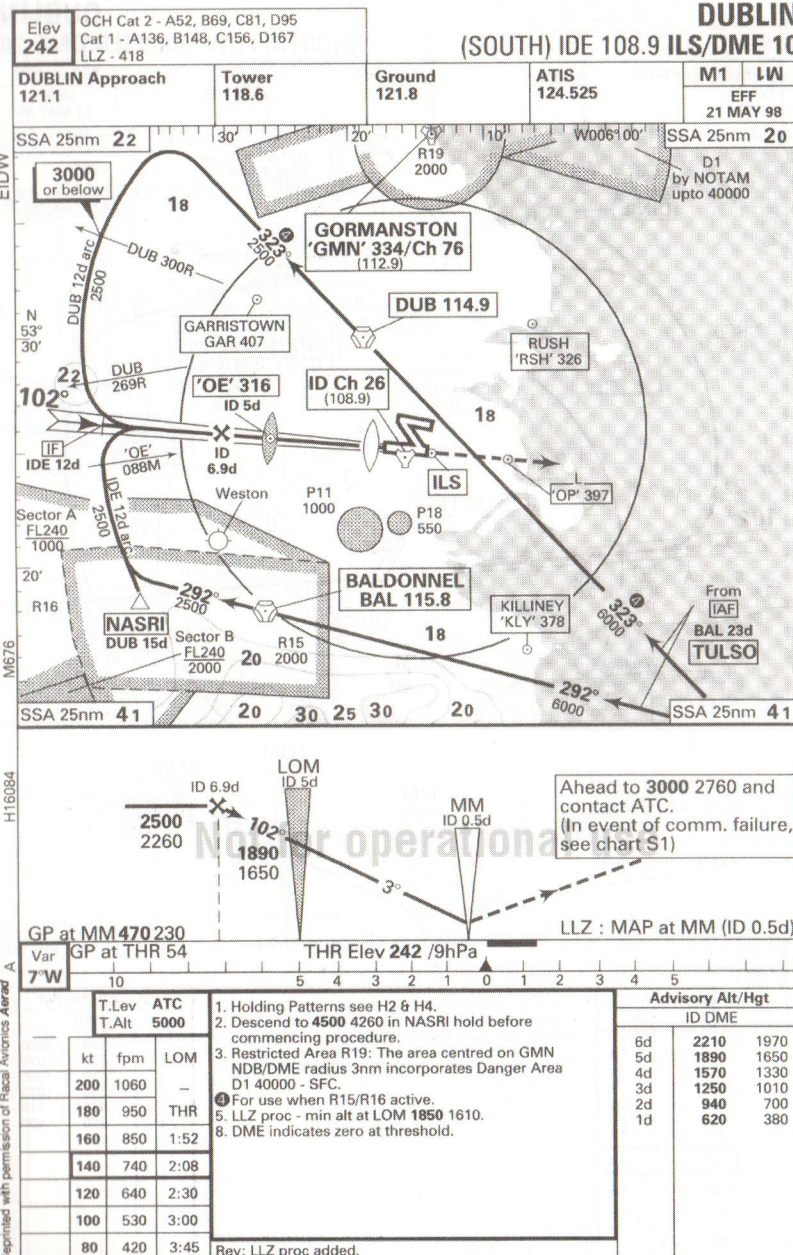 DUBLIN
(SOUTH) IDE 108.9 ILS/DME 10
Elev
242
OCH Cat 2 - A52, B69, C81, D95
Cat 1 - A136, B148, C156, D167
LLZ - 418
DUBLIN Approach
121.1
Tower
118.6
Ground
121.8
ATIS
124.525
M1
EFF
21 MAY 98
SSA 25nm 22
30'
20'
10'
W006° 00'
SSA 25nm 20
EIDW
3000
or below
18
R19
2000
D1
by NOTAM
upto 40000
GORMANSTON
'GMN' 334/Ch 76
(112.9)
323°
2500
4
DUB 12d arc
2500
DUB 300R
DUB 114.9
N
53°
30'
GARRISTOWN
GAR 407
RUSH
'RSH' 326
22
DUB
269R
102°
'OE' 316
ID 5d
ID Ch 26
(108.9)
18
IF
IDE 12d
'OE'
088M
ID
6.9d
ILS
L
'OP' 397
IDE 12d arc
2500
Weston
P11
1000
P18
550
Sector A
FL240
1000
20'
R16
292°
2500
BALDONNEL
BAL 115.8
NASRI
DUB 15d
Sector B
FL240
2000
20
R15
2000
18
KILLINEY
'KLY' 378
323°
6000
4
From
IAF
BAL 23d
TULSO
292°
6000
M676
SSA 25nm 41
20
30
25
30
20
SSA 25nm 41
H16084
LOM
ID 5d
ID 6.9d
2500
2260
102°
1890
1650
MM
ID 0.5d
3°
Ahead to 3000 2760 and
contact ATC.
(In event of comm. failure,
see chart S1)
Not for operational use
GP at MM 470 230
LLZ : MAP at MM (ID 0.5d)
Var
7°W
GP at THR 54
THR Elev 242 /9hPa
10 5 4 3 2 1 0 1 2 3 4 5
A
Reprinted with permission of Racal Avionics Aerad
T.Lev ATC
T.Alt 5000
kt fpm LOM
200 1060 –
180 950 THR
160 850 1:52
140 740 2:08
120 640 2:30
100 530 3:00
80 420 3:45
1. Holding Patterns see H2 & H4.
2. Descend to 4500 4260 in NASRI hold before
commencing procedure.
3. Restricted Area R19: The area centred on GMN
NDB/DME radius 3nm incorporates Danger Area
D1 40000 - SFC.
4 For use when R15/R16 active.
5. LLZ proc - min alt at LOM 1850 1610.
8. DME indicates zero at threshold.
Rev: LLZ proc added.
Advisory Alt/Hgt
ID DME
6d 2210 1970
5d 1890 1650
4d 1570 1330
3d 1250 1010
2d 940 700
1d 620 380